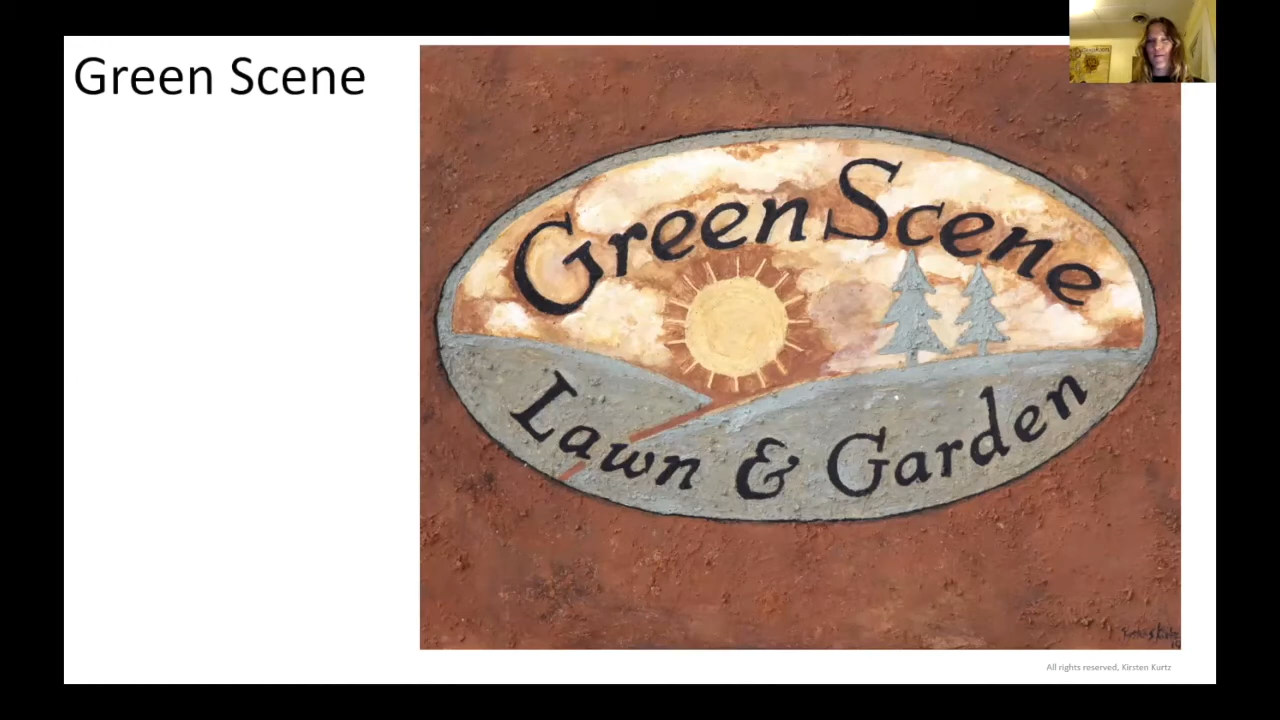 Green Scene
Green Scene
Lawn & Garden
All rights reserved, Kirsten Kurtz